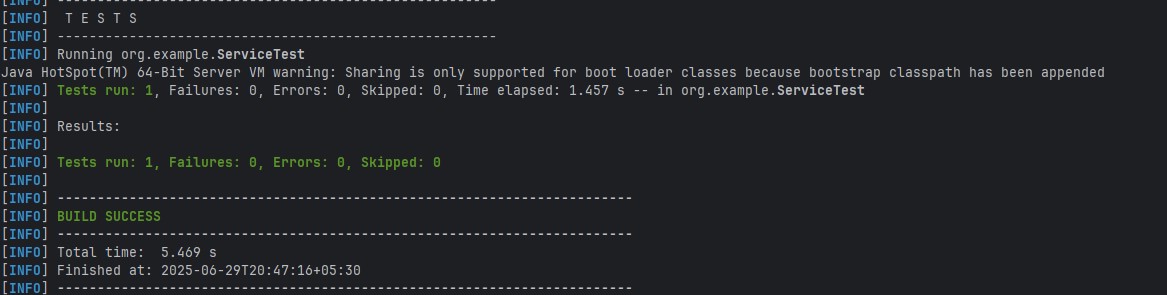 [INFO] -------------------------------------------------------
[INFO]  T E S T S
[INFO] -------------------------------------------------------
[INFO] Running org.example.ServiceTest
Java HotSpot(TM) 64-Bit Server VM warning: Sharing is only supported for boot loader classes because bootstrap classpath has been appended
[INFO] Tests run: 1, Failures: 0, Errors: 0, Skipped: 0, Time elapsed: 1.457 s -- in org.example.ServiceTest
[INFO]
[INFO] Results:
[INFO]
[INFO] Tests run: 1, Failures: 0, Errors: 0, Skipped: 0
[INFO]
[INFO] ------------------------------------------------------------------------
[INFO] BUILD SUCCESS
[INFO] ------------------------------------------------------------------------
[INFO] Total time:  5.469 s
[INFO] Finished at: 2025-06-29T20:47:16+05:30
[INFO] ------------------------------------------------------------------------